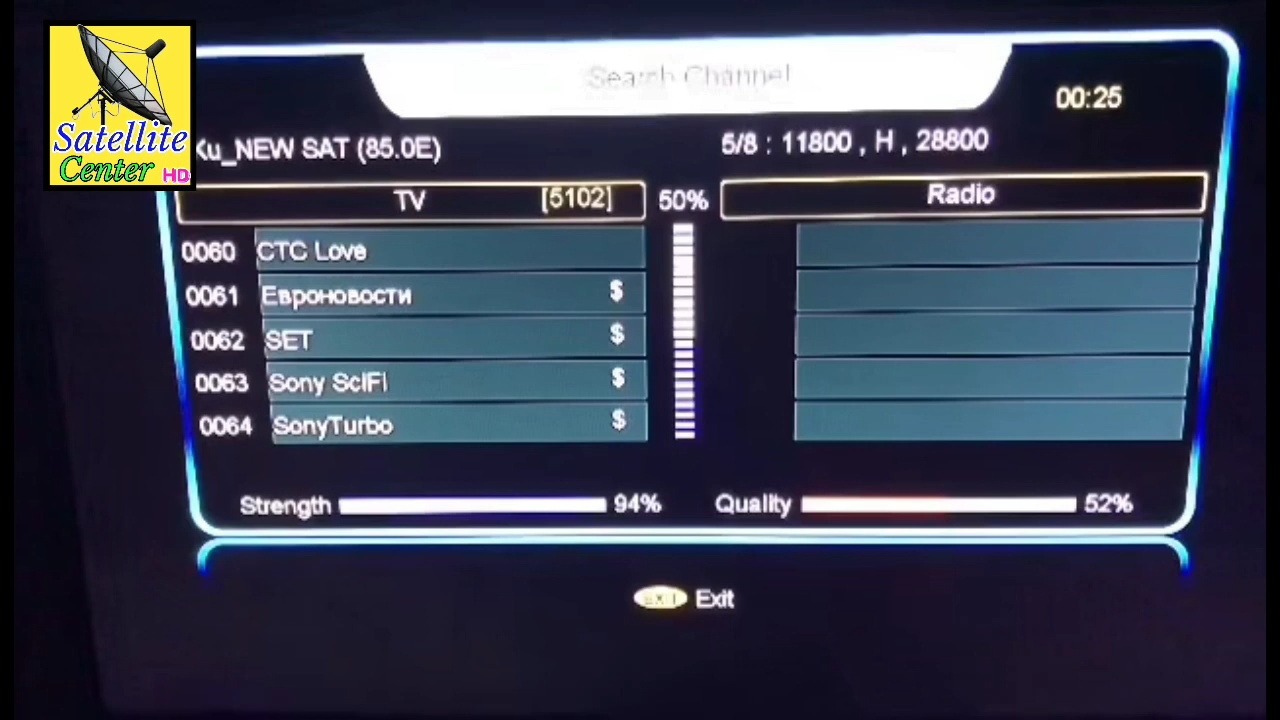 Satellite
Center HD
Search Channel
00:25
Ku_NEW SAT (85.0E)
5/8 : 11800 , H , 28800
TV [5102]
50%
Radio
0060 CTC Love
0061 Евроновости $
0062 SET $
0063 Sony SciFi $
0064 SonyTurbo $
Strength 94%
Quality 52%
EXIT Exit